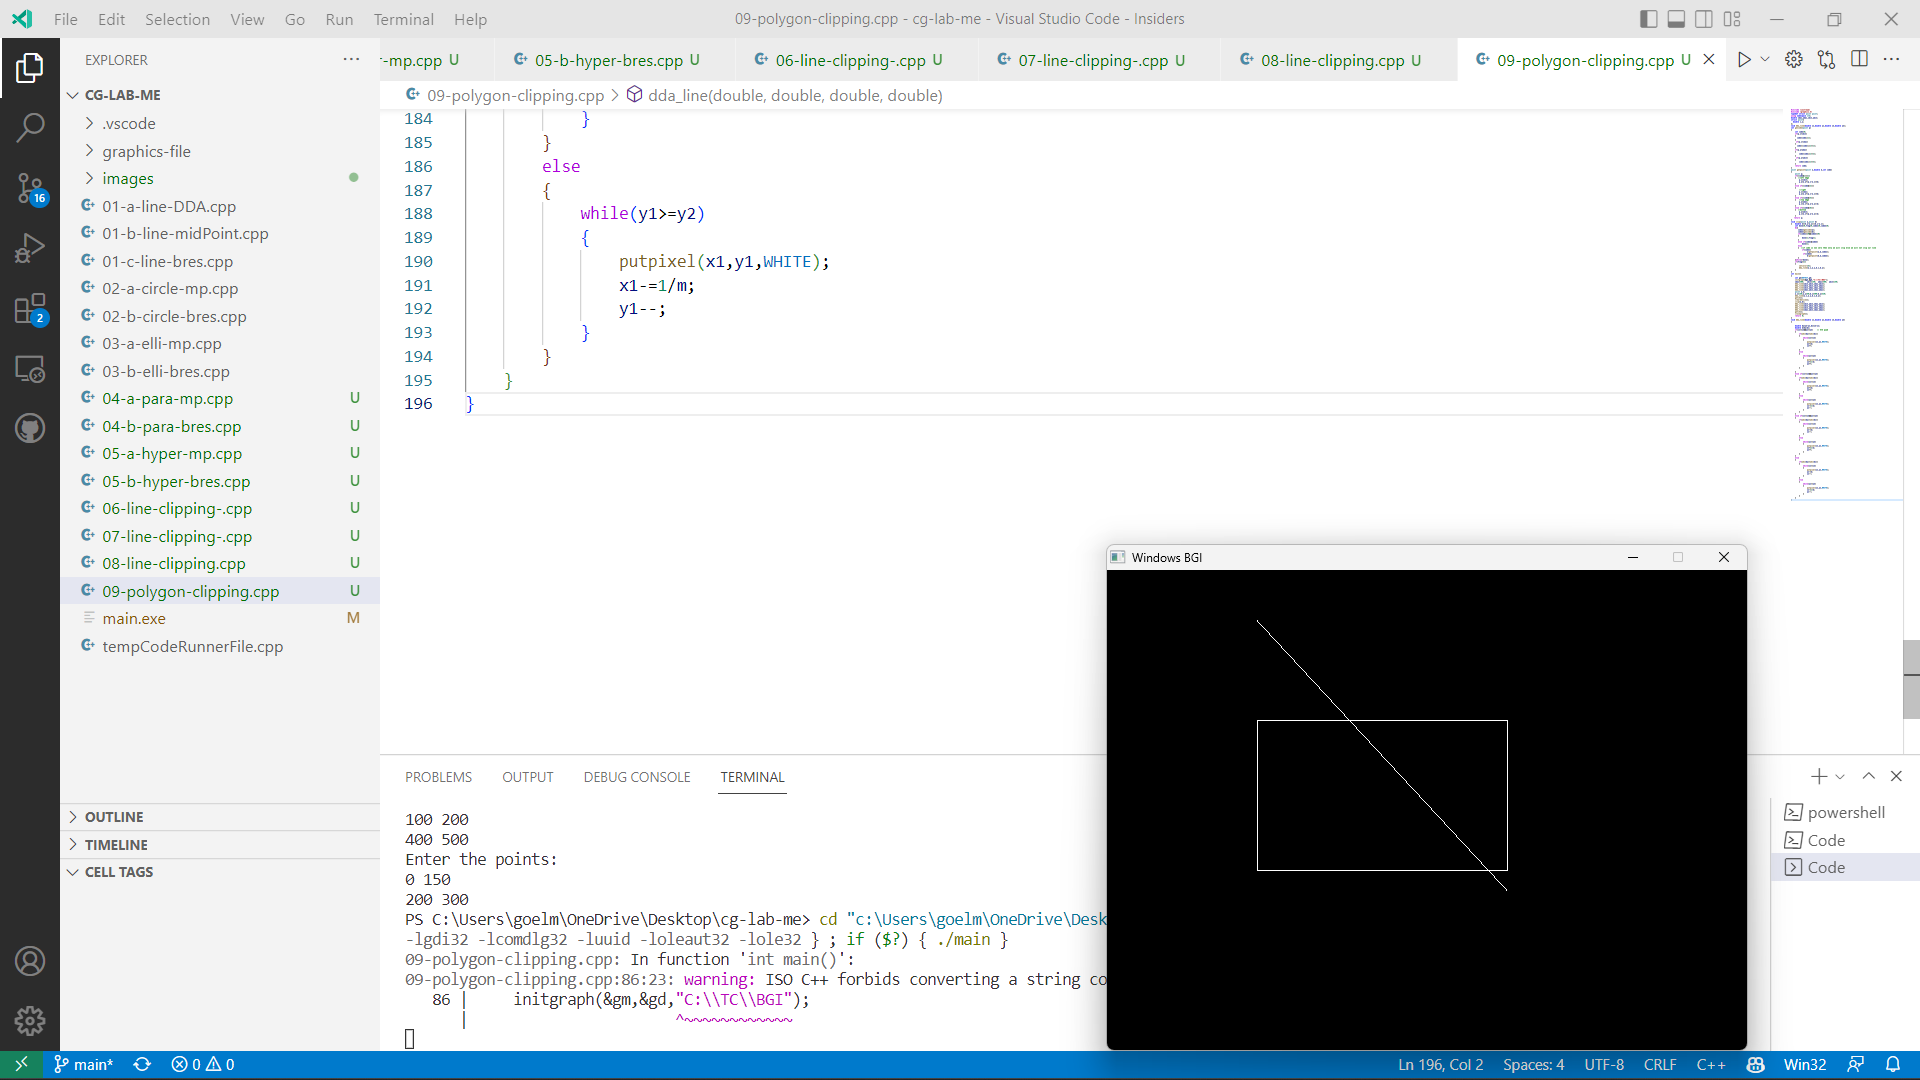 File Edit Selection View Go Run Terminal Help
09-polygon-clipping.cpp - cg-lab-me - Visual Studio Code - Insiders
EXPLORER
CG-LAB-ME
.vscode
graphics-file
images
01-a-line-DDA.cpp
01-b-line-midPoint.cpp
01-c-line-bres.cpp
02-a-circle-mp.cpp
02-b-circle-bres.cpp
03-a-elli-mp.cpp
03-b-elli-bres.cpp
04-a-para-mp.cpp U
04-b-para-bres.cpp U
05-a-hyper-mp.cpp U
05-b-hyper-bres.cpp U
06-line-clipping-.cpp U
07-line-clipping-.cpp U
08-line-clipping.cpp U
09-polygon-clipping.cpp U
main.exe M
tempCodeRunnerFile.cpp
OUTLINE
TIMELINE
CELL TAGS
16
2
r-mp.cpp U 05-b-hyper-bres.cpp U 06-line-clipping-.cpp U 07-line-clipping-.cpp U 08-line-clipping.cpp U 09-polygon-clipping.cpp U
09-polygon-clipping.cpp > dda_line(double, double, double, double)
184 }
185 }
186 else
187 {
188 while(y1>=y2)
189 {
190 putpixel(x1,y1,WHITE);
191 x1-=1/m;
192 y1--;
193 }
194 }
195 }
196 }
PROBLEMS OUTPUT DEBUG CONSOLE TERMINAL
100 200
400 500
Enter the points:
0 150
200 300
PS C:\Users\goelm\OneDrive\Desktop\cg-lab-me> cd "c:\Users\goelm\OneDrive\Desk
-lgdi32 -lcomdlg32 -luuid -loleaut32 -lole32 } ; if ($?) { ./main }
09-polygon-clipping.cpp: In function 'int main()':
09-polygon-clipping.cpp:86:23: warning: ISO C++ forbids converting a string co
86 | initgraph(&gm,&gd,"C:\\TC\\BGI");
| ^~~~~~~~~~~~~
Windows BGI
powershell
Code
Code
main* 0 0
Ln 196, Col 2 Spaces: 4 UTF-8 CRLF C++ Win32